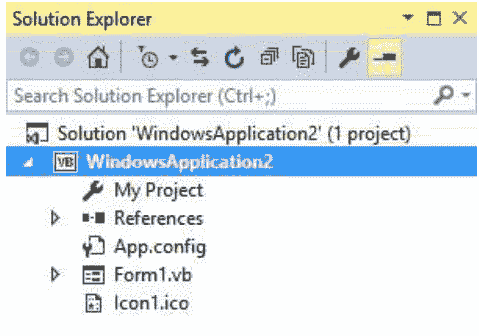 Solution Explorer
Search Solution Explorer (Ctrl+;)
Solution 'WindowsApplication2' (1 project)
VB WindowsApplication2
My Project
References
App.config
Form1.vb
Icon1.ico